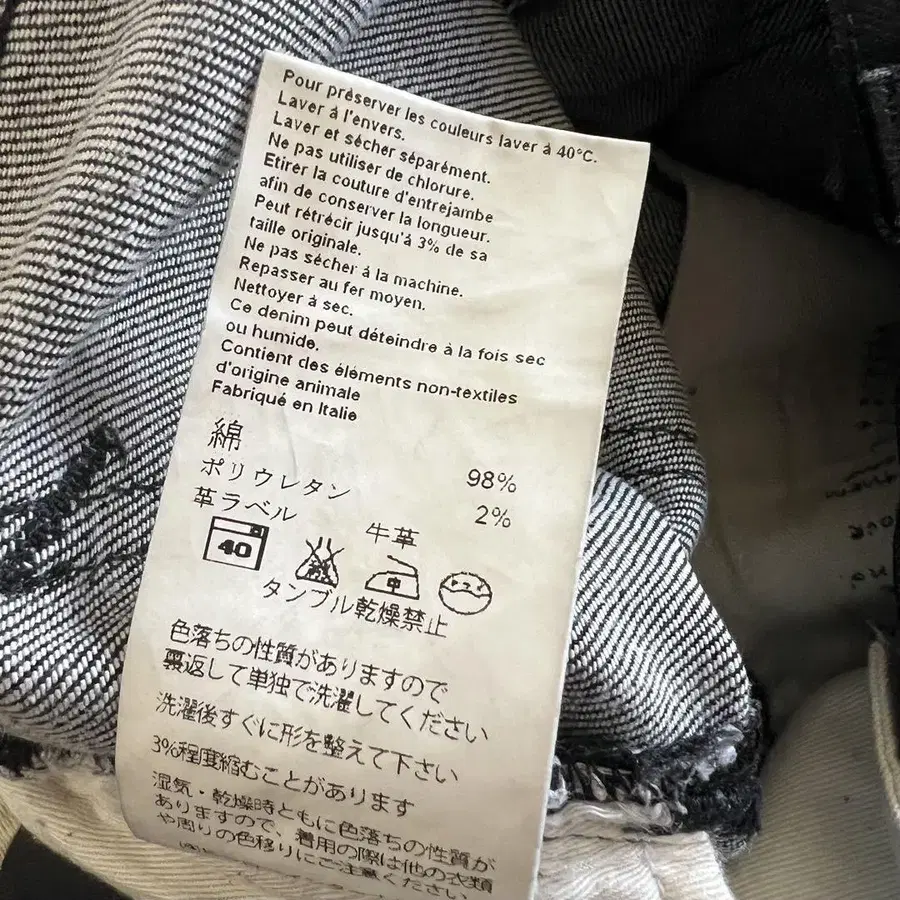 Pour préserver les couleurs laver à 40°C.
Laver à l'envers.
Laver et sécher séparément.
Ne pas utiliser de chlorure.
Etirer la couture d'entrejambe
afin de conserver la longueur.
Peut rétrécir jusqu'à 3% de sa
taille originale.
Ne pas sécher à la machine.
Repasser au fer moyen.
Nettoyer à sec.
Ce denim peut déteindre à la fois sec
ou humide.
Contient des éléments non-textiles
d'origine animale
Fabriqué en Italie
綿 98%
ポリウレタン 2%
革ラベル 牛革
40 中
タンブル乾燥禁止
色落ちの性質がありますので
裏返して単独で洗濯してください
洗濯後すぐに形を整えて下さい
3%程度縮むことがあります
湿気・乾燥時ともに色落ちの性質が
ありますので、着用の際は他の衣類
や周りの色移りにご注意ください